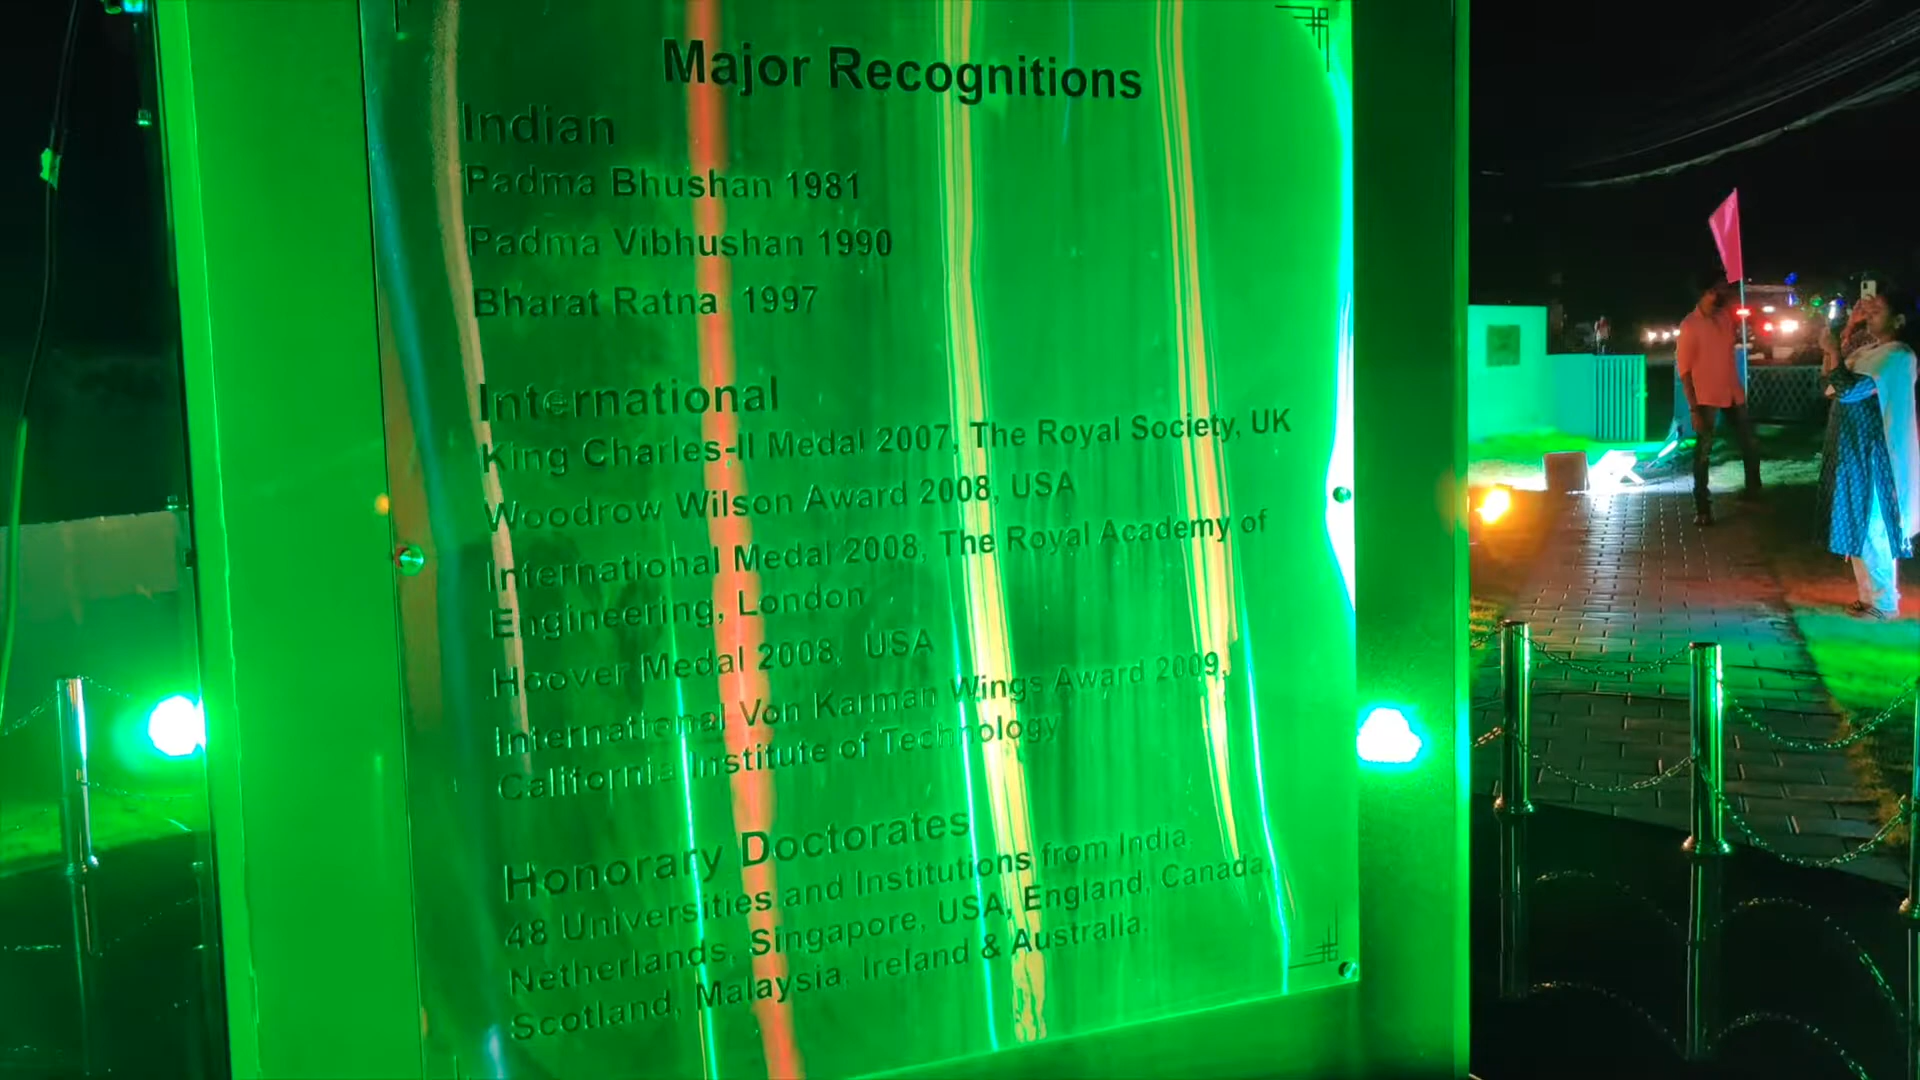 Major Recognitions
Indian
Padma Bhushan 1981
Padma Vibhushan 1990
Bharat Ratna 1997
International
King Charles-II Medal 2007, The Royal Society, UK
Woodrow Wilson Award 2008, USA
International Medal 2008, The Royal Academy of
Engineering, London
Hoover Medal 2008, USA
International Von Karman Wings Award 2009,
California Institute of Technology
Honorary Doctorates
48 Universities and Institutions from India
Netherlands, Singapore, USA, England, Canada,
Scotland, Malaysia, Ireland & Australia.